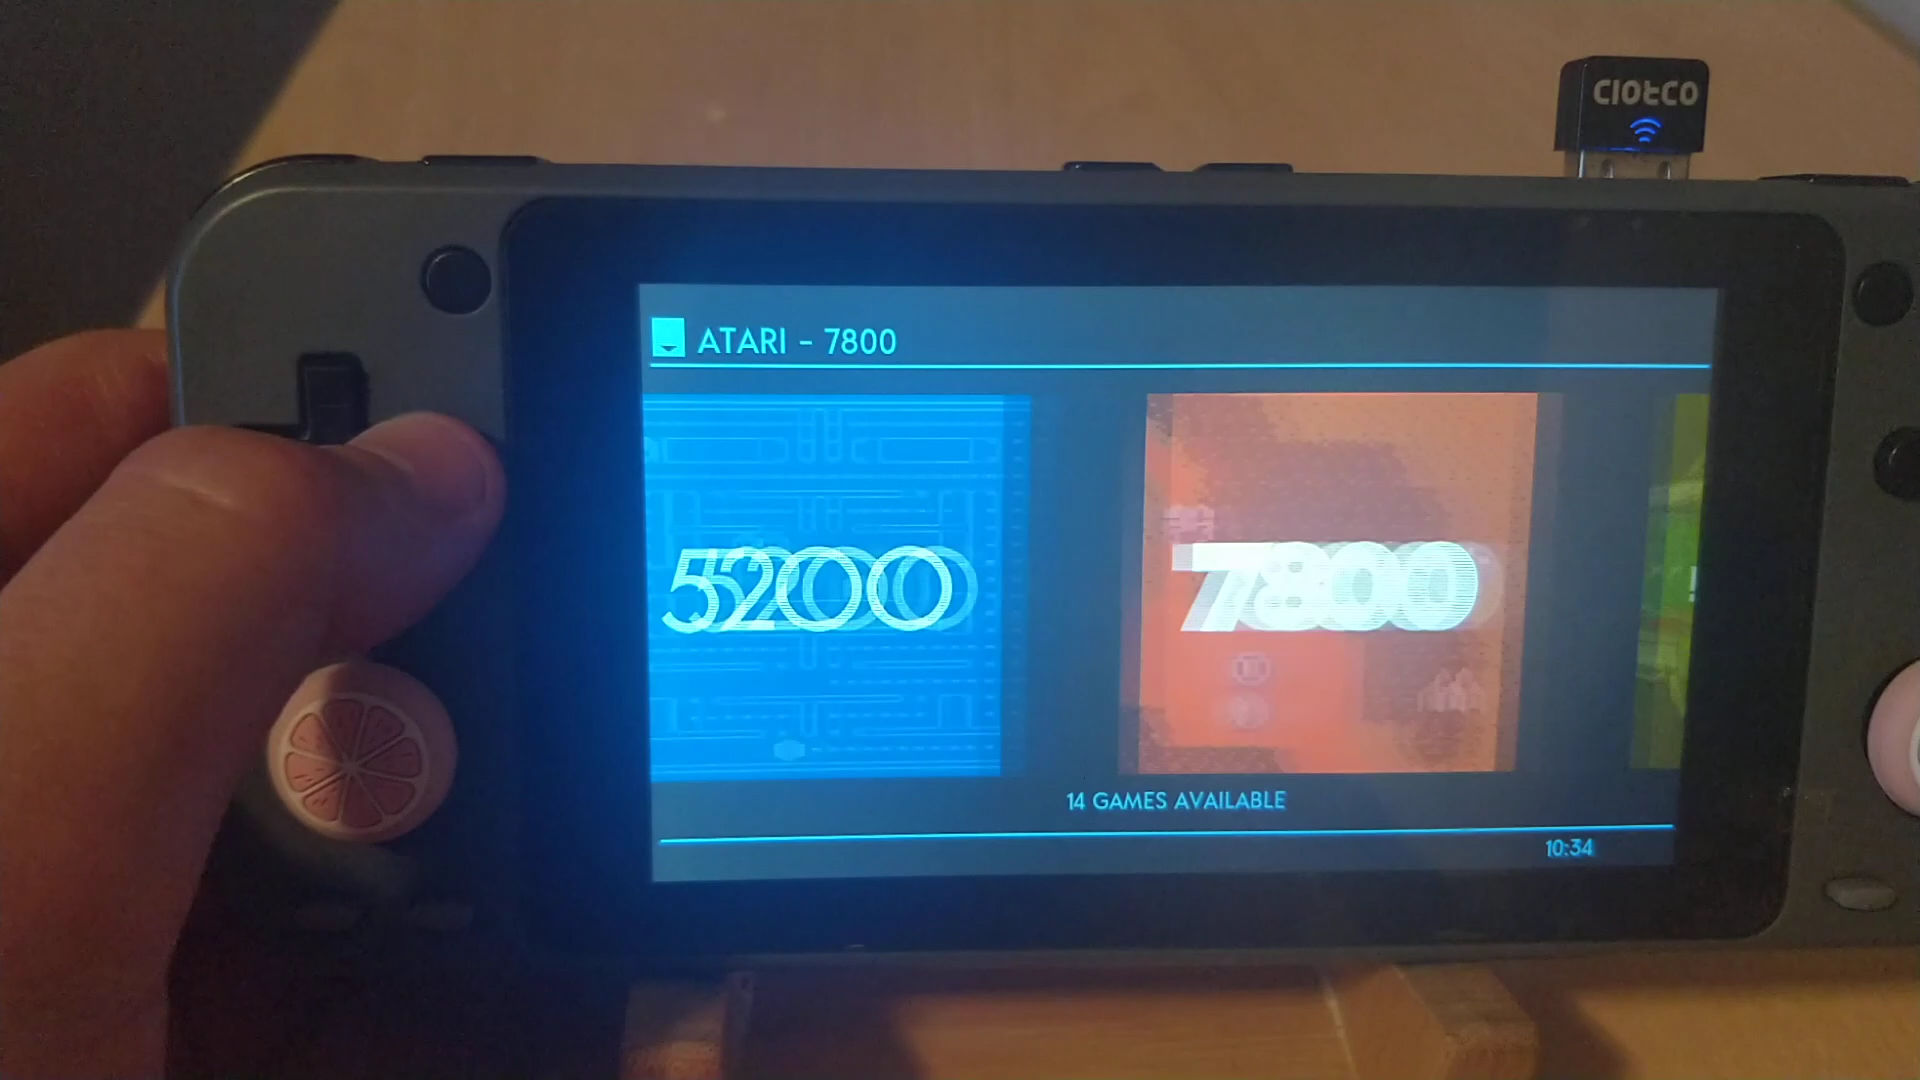 CIOTCO
ATARI - 7800
5200
7800
14 GAMES AVAILABLE
10:34